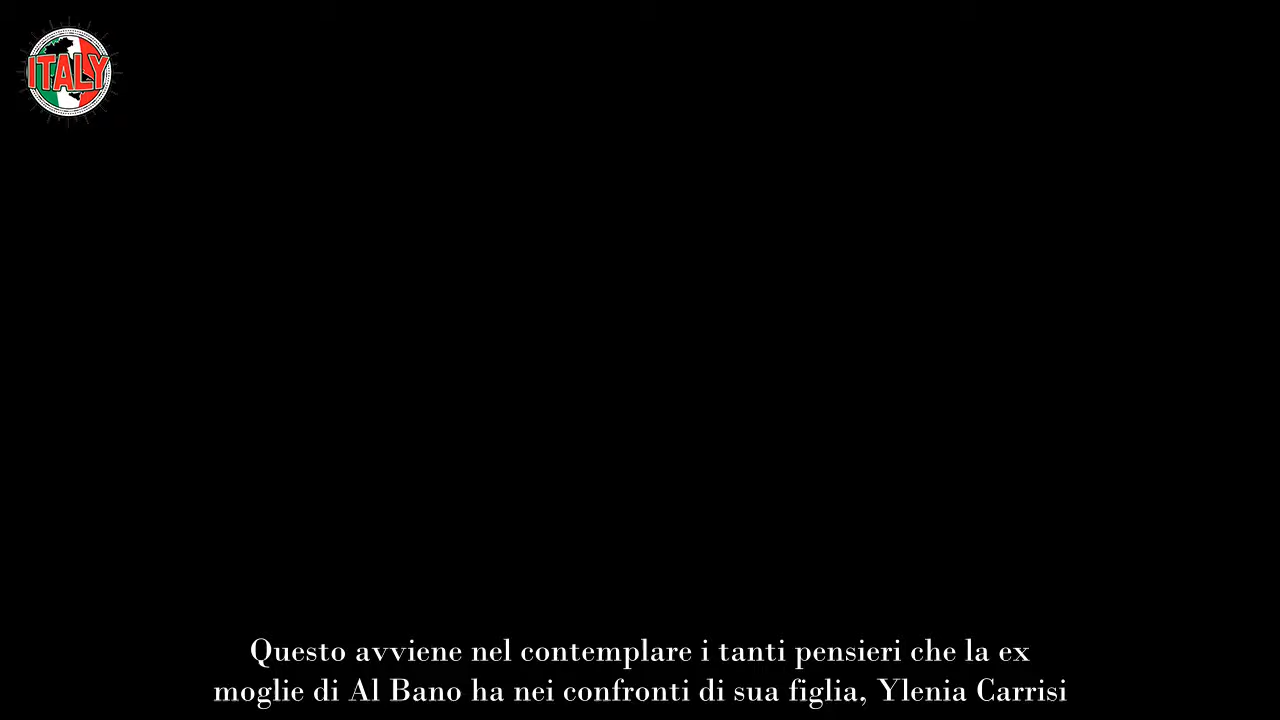 ITALY
Questo avviene nel contemplare i tanti pensieri che la ex
moglie di Al Bano ha nei confronti di sua figlia, Ylenia Carrisi